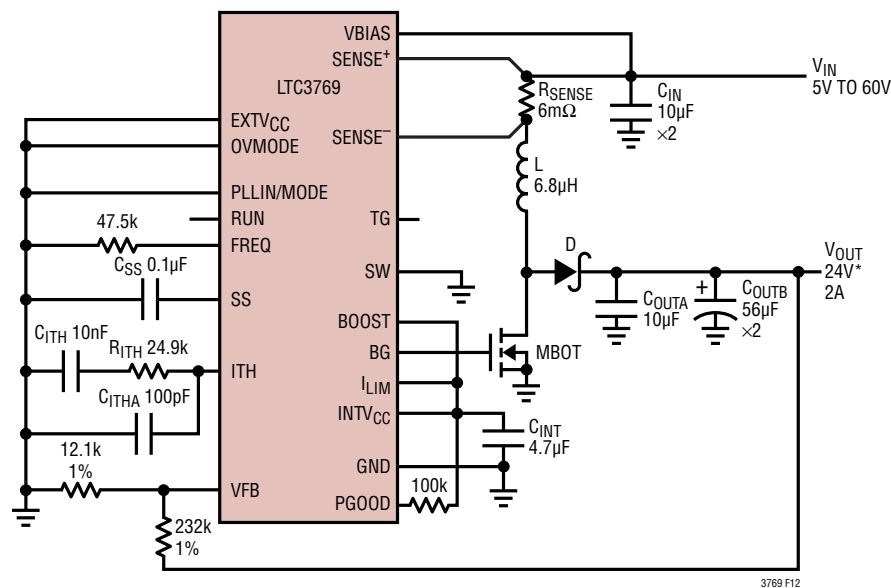 VBIAS
SENSE+
LTC3769
EXTVCC
OVMODE
SENSE–
PLLIN/MODE
RUN
TG
47.5k
FREQ
CSS 0.1µF
SW
SS
BOOST
CITH 10nF
RITH 24.9k
BG
ITH
CITHA 100pF
ILIM
INTVCC
12.1k
1%
GND
VFB
PGOOD
100k
232k
1%
RSENSE
6mΩ
CIN
10µF
×2
VIN
5V TO 60V
L
6.8µH
D
VOUT
24V*
2A
COUTA
10µF
+
COUTB
56µF
×2
MBOT
CINT
4.7µF
3769 F12